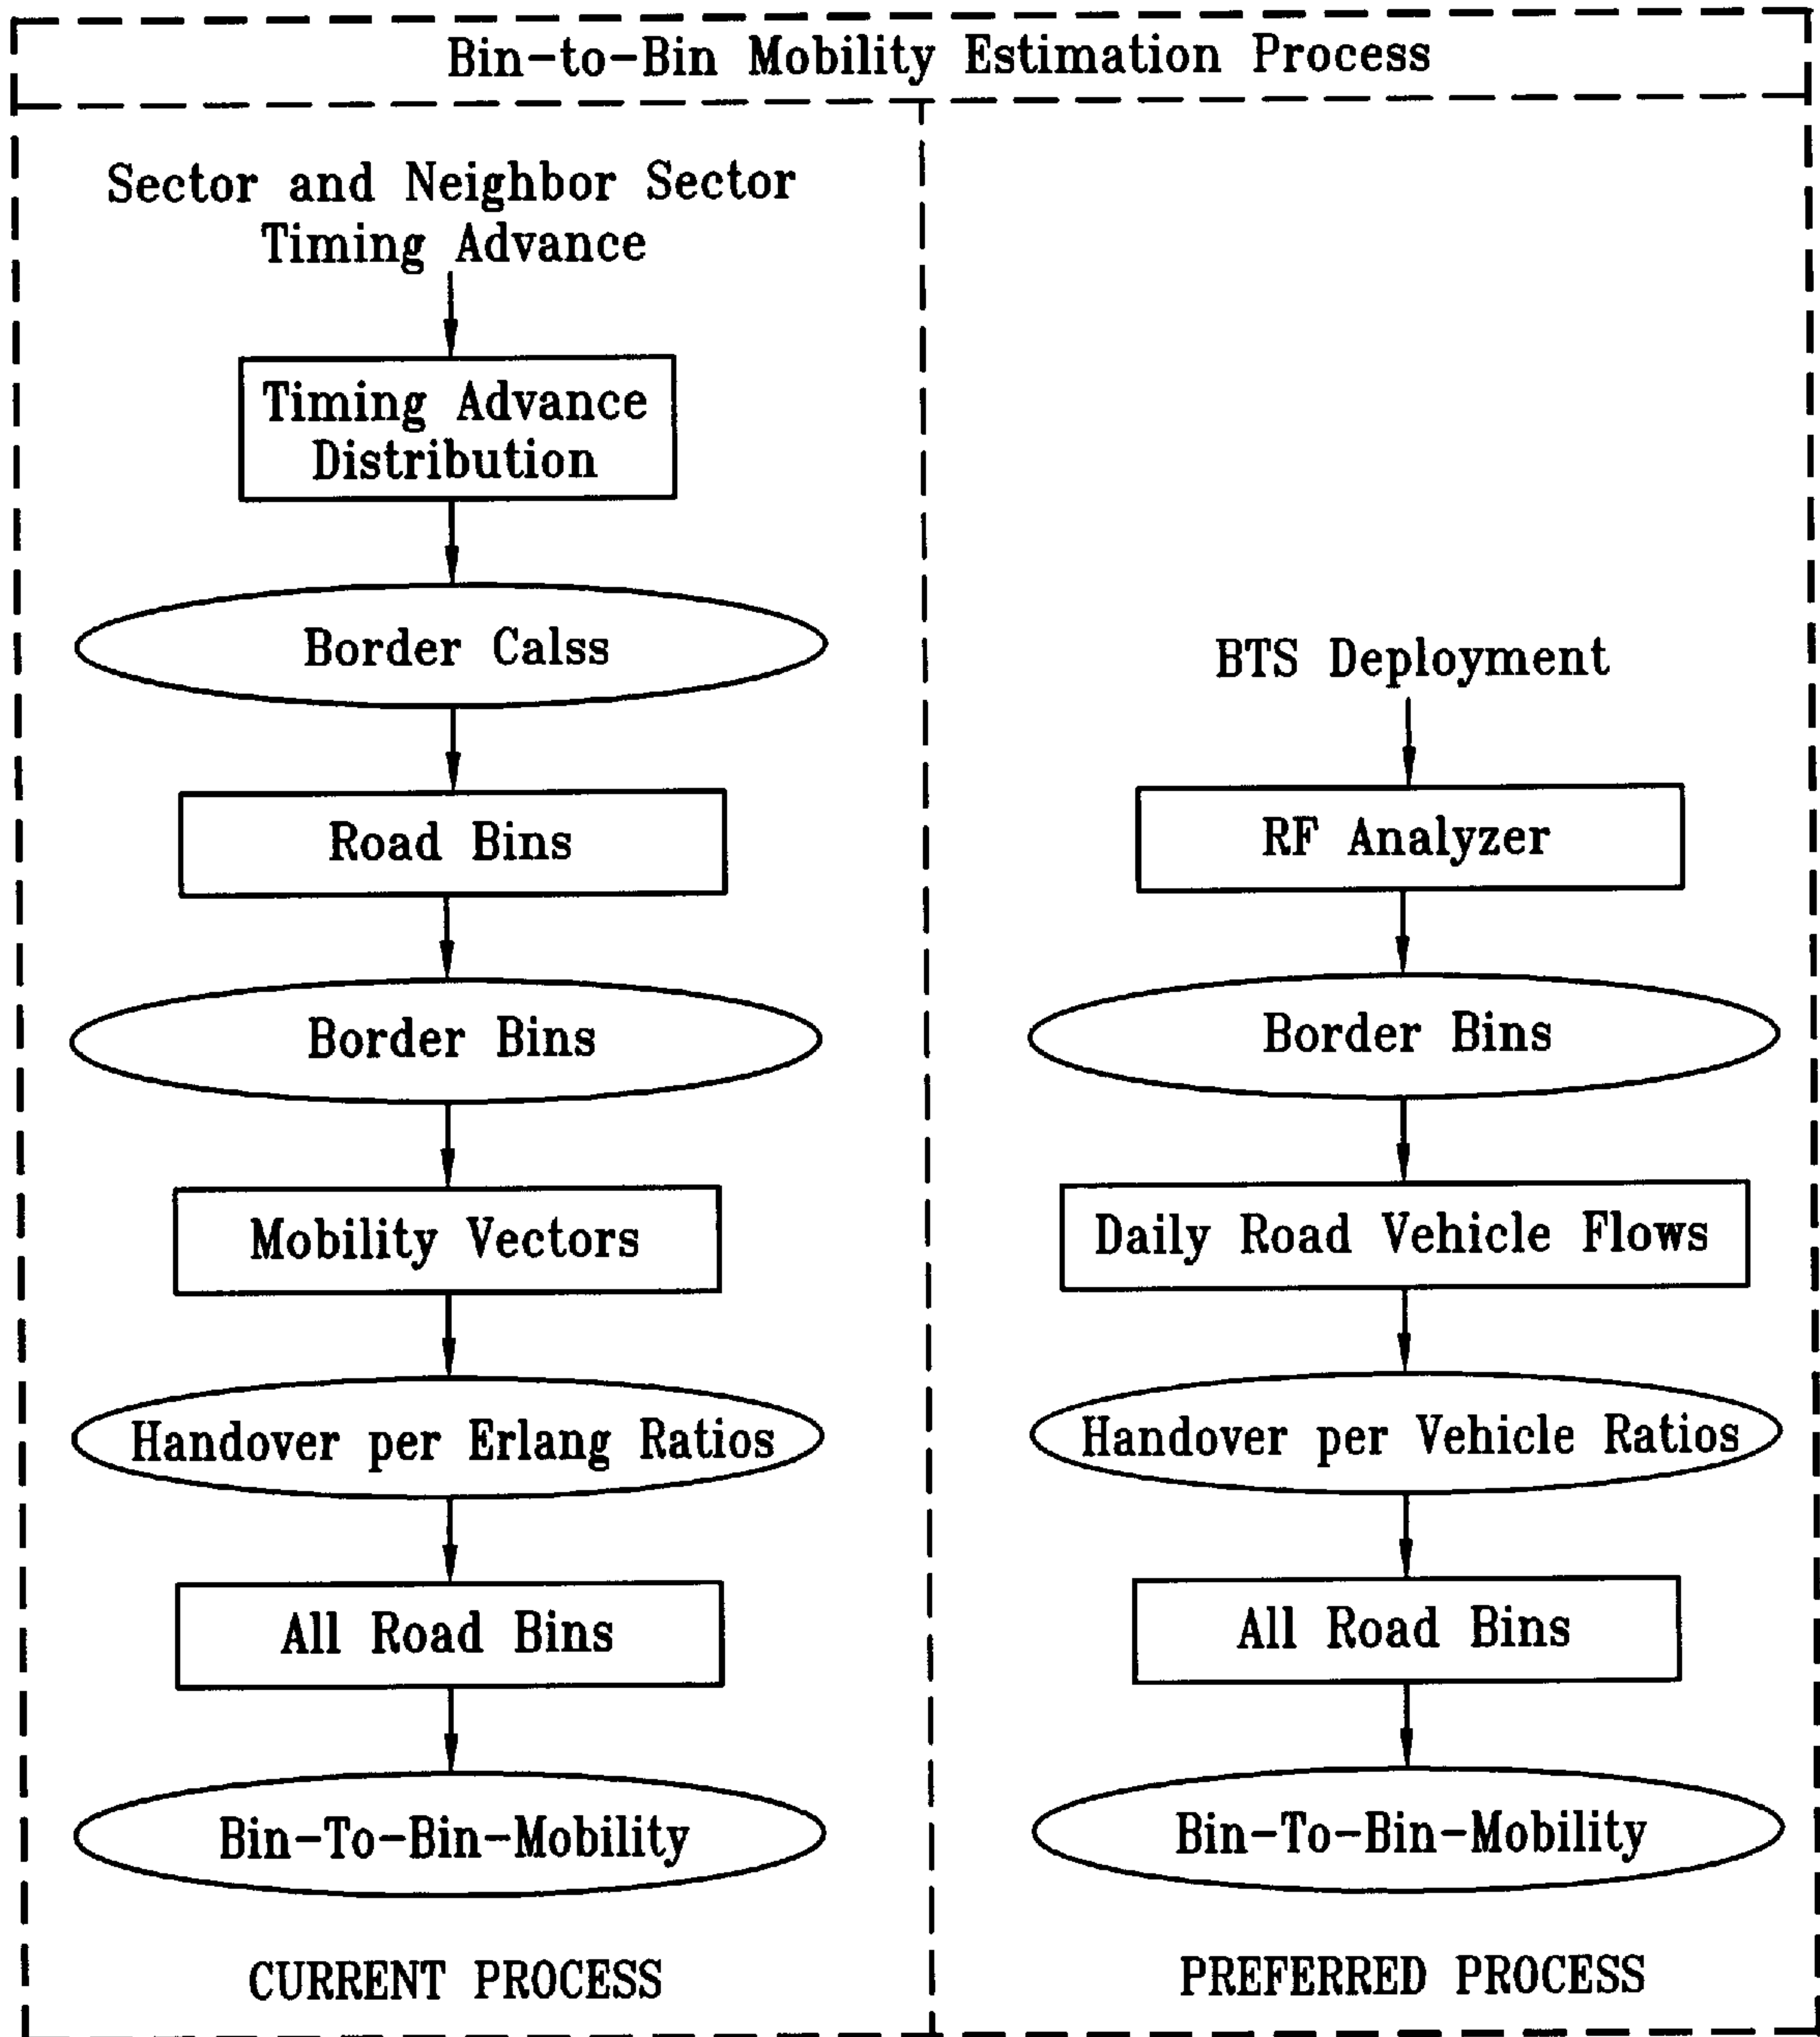 Bin-to-Bin Mobility Estimation Process
Sector and Neighbor Sector
Timing Advance
Timing Advance
Distribution
Border Calss
Road Bins
Border Bins
Mobility Vectors
Handover per Erlang Ratios
All Road Bins
Bin-To-Bin-Mobility
CURRENT PROCESS
BTS Deployment
RF Analyzer
Border Bins
Daily Road Vehicle Flows
Handover per Vehicle Ratios
All Road Bins
Bin-To-Bin-Mobility
PREFERRED PROCESS